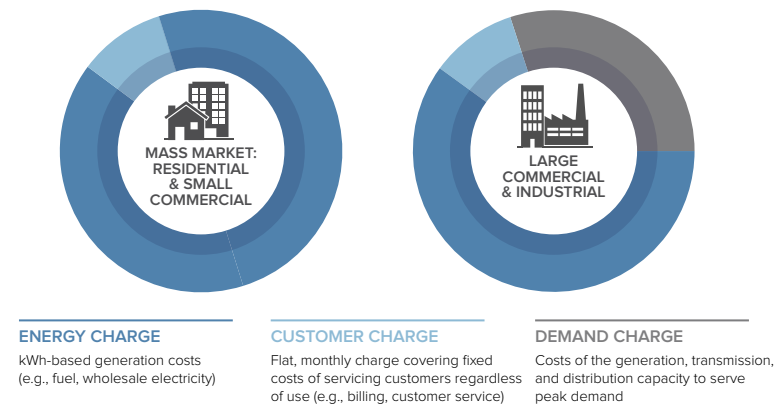 MASS MARKET:
RESIDENTIAL
& SMALL
COMMERCIAL
LARGE
COMMERCIAL
& INDUSTRIAL
ENERGY CHARGE
kWh-based generation costs
(e.g., fuel, wholesale electricity)
CUSTOMER CHARGE
Flat, monthly charge covering fixed
costs of servicing customers regardless
of use (e.g., billing, customer service)
DEMAND CHARGE
Costs of the generation, transmission,
and distribution capacity to serve
peak demand